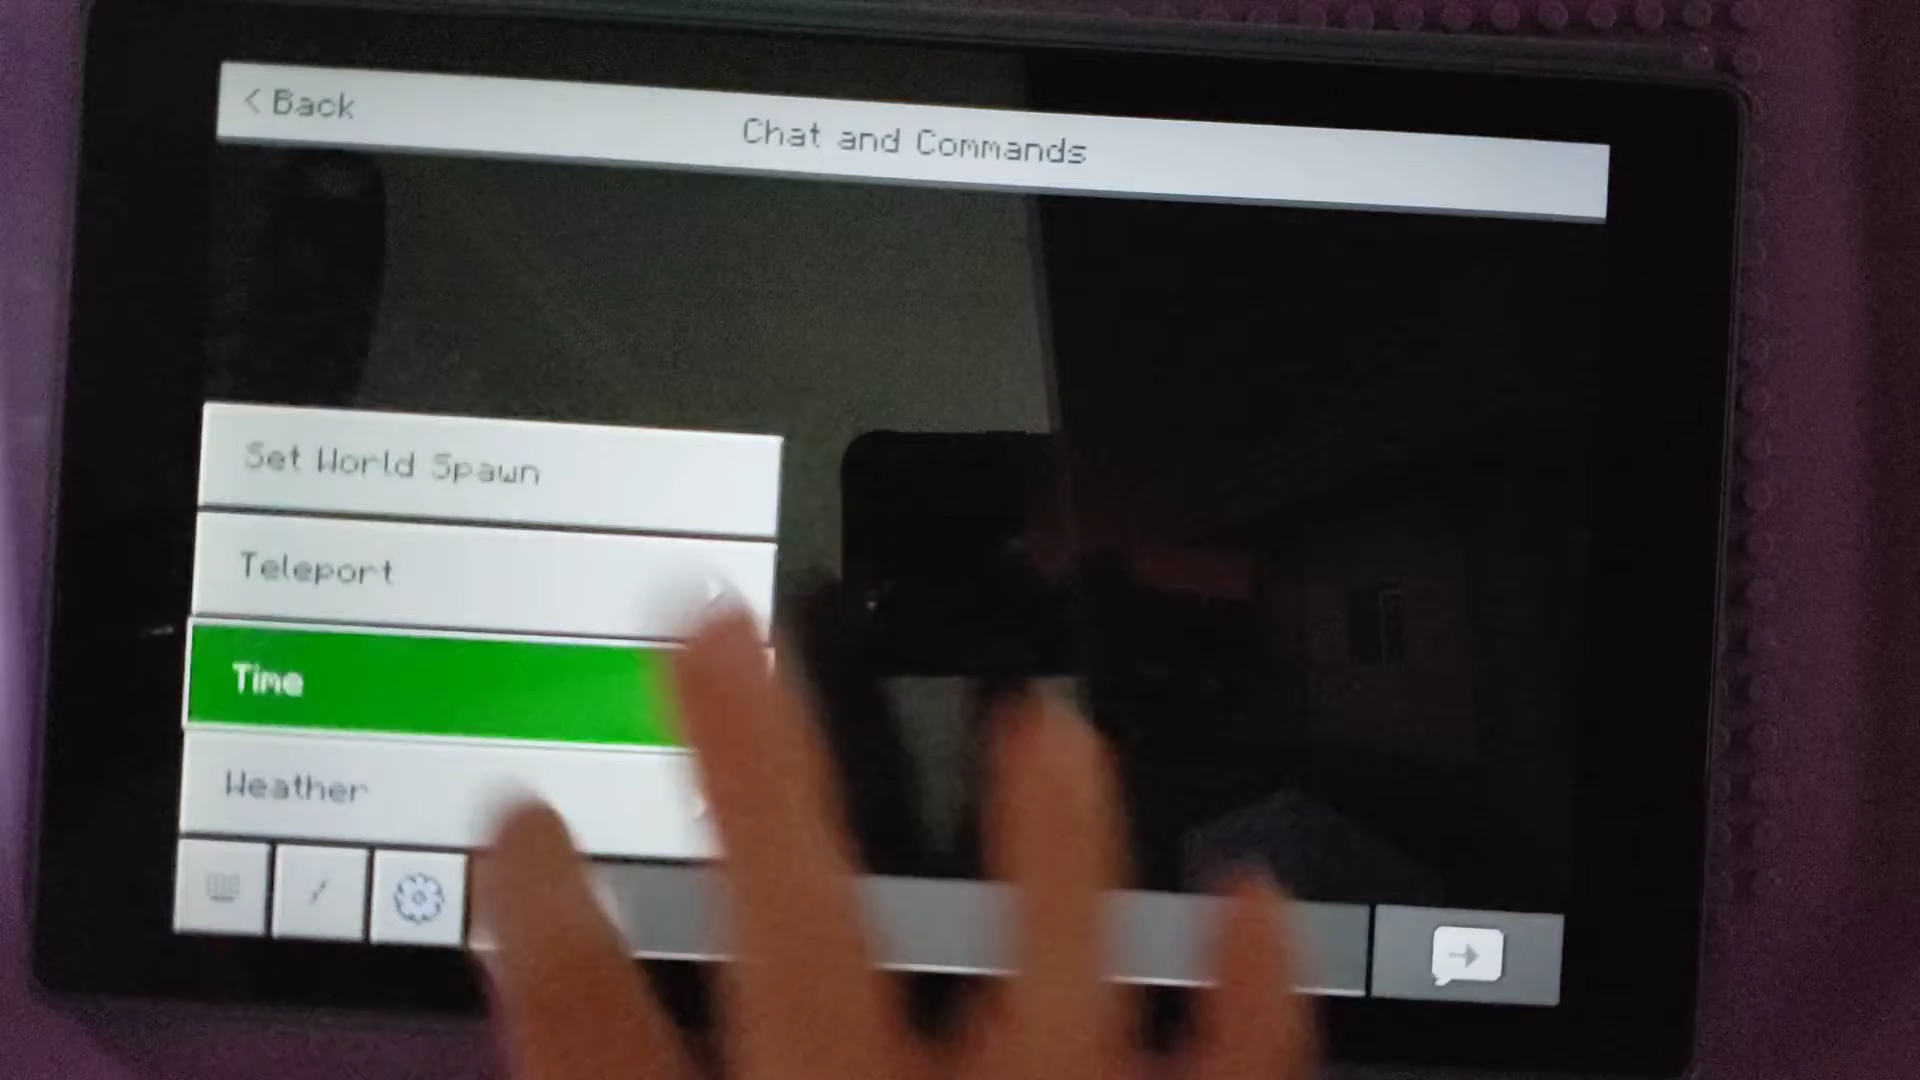 < Back
Chat and Commands
Set World Spawn
Teleport
Time
Weather
/